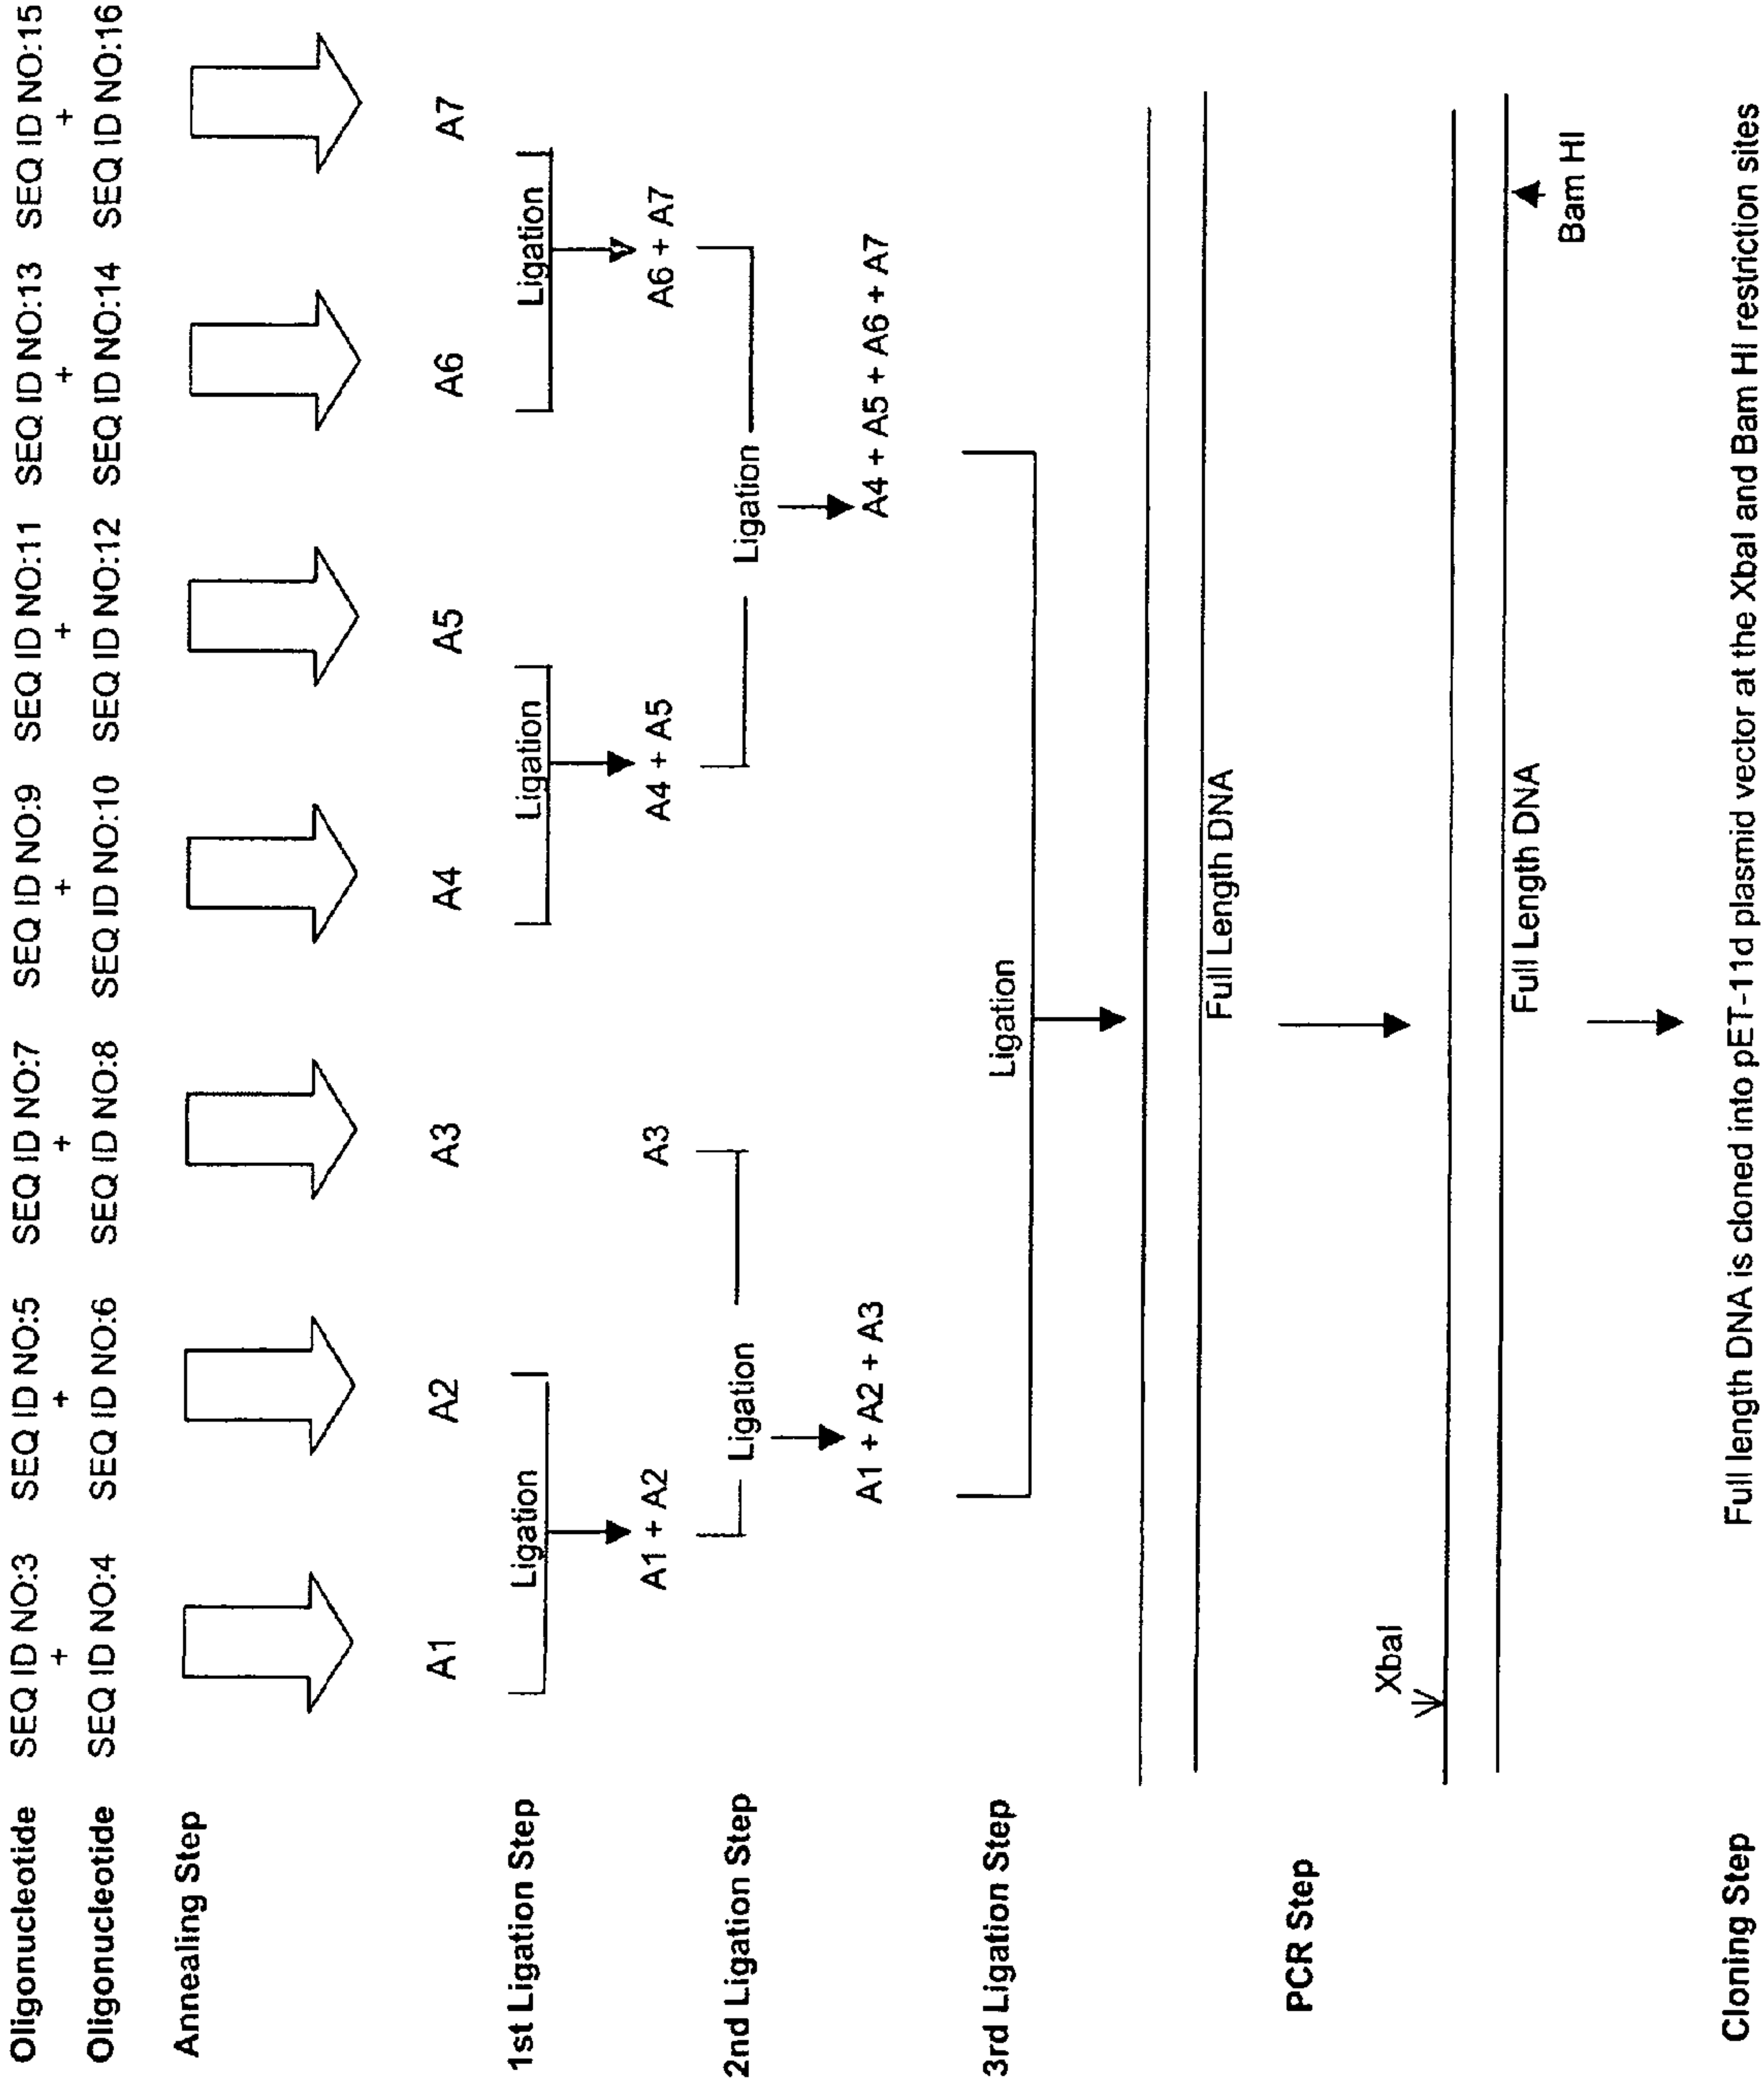 Oligonucleotide SEQ ID NO:3 SEQ ID NO:5 SEQ ID NO:7 SEQ ID NO:9 SEQ ID NO:11 SEQ ID NO:13 SEQ ID NO:15
+ + + + + + +
Oligonucleotide SEQ ID NO:4 SEQ ID NO:6 SEQ ID NO:8 SEQ ID NO:10 SEQ ID NO:12 SEQ ID NO:14 SEQ ID NO:16
Annealing Step
A1 A2 A3 A4 A5 A6 A7
1st Ligation Step Ligation Ligation Ligation
A1 + A2 A3 A4 + A5 A6 + A7
2nd Ligation Step Ligation Ligation
A1 + A2 + A3 A4 + A5 + A6 + A7
3rd Ligation Step Ligation
Full Length DNA
PCR Step
XbaI
Full Length DNA
Bam HI
Cloning Step Full length DNA is cloned into pET-11d plasmid vector at the XbaI and Bam HI restriction sites